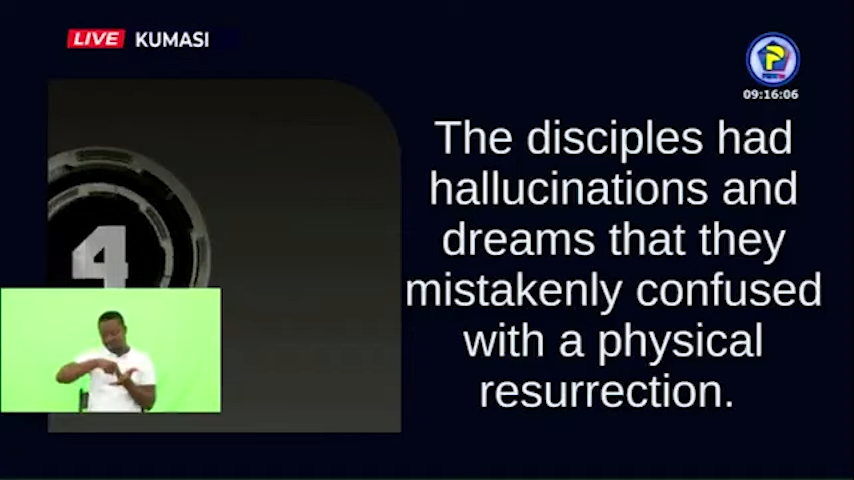 LIVE KUMASI
09:16:06
The disciples had
hallucinations and
dreams that they
mistakenly confused
with a physical
resurrection.
4